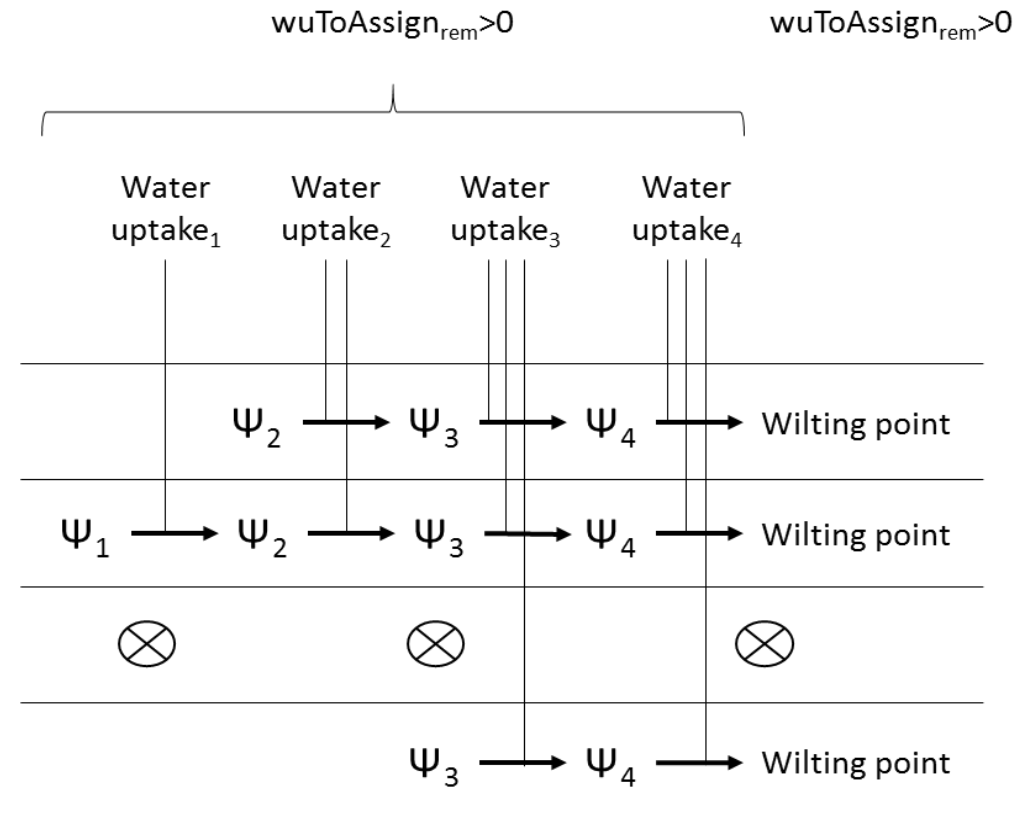 wuToAssignrem>0 wuToAssignrem>0
Water Water Water Water
uptake1 uptake2 uptake3 uptake4
Ψ2 Ψ3 Ψ4 Wilting point
Ψ1 Ψ2 Ψ3 Ψ4 Wilting point
Ψ3 Ψ4 Wilting point